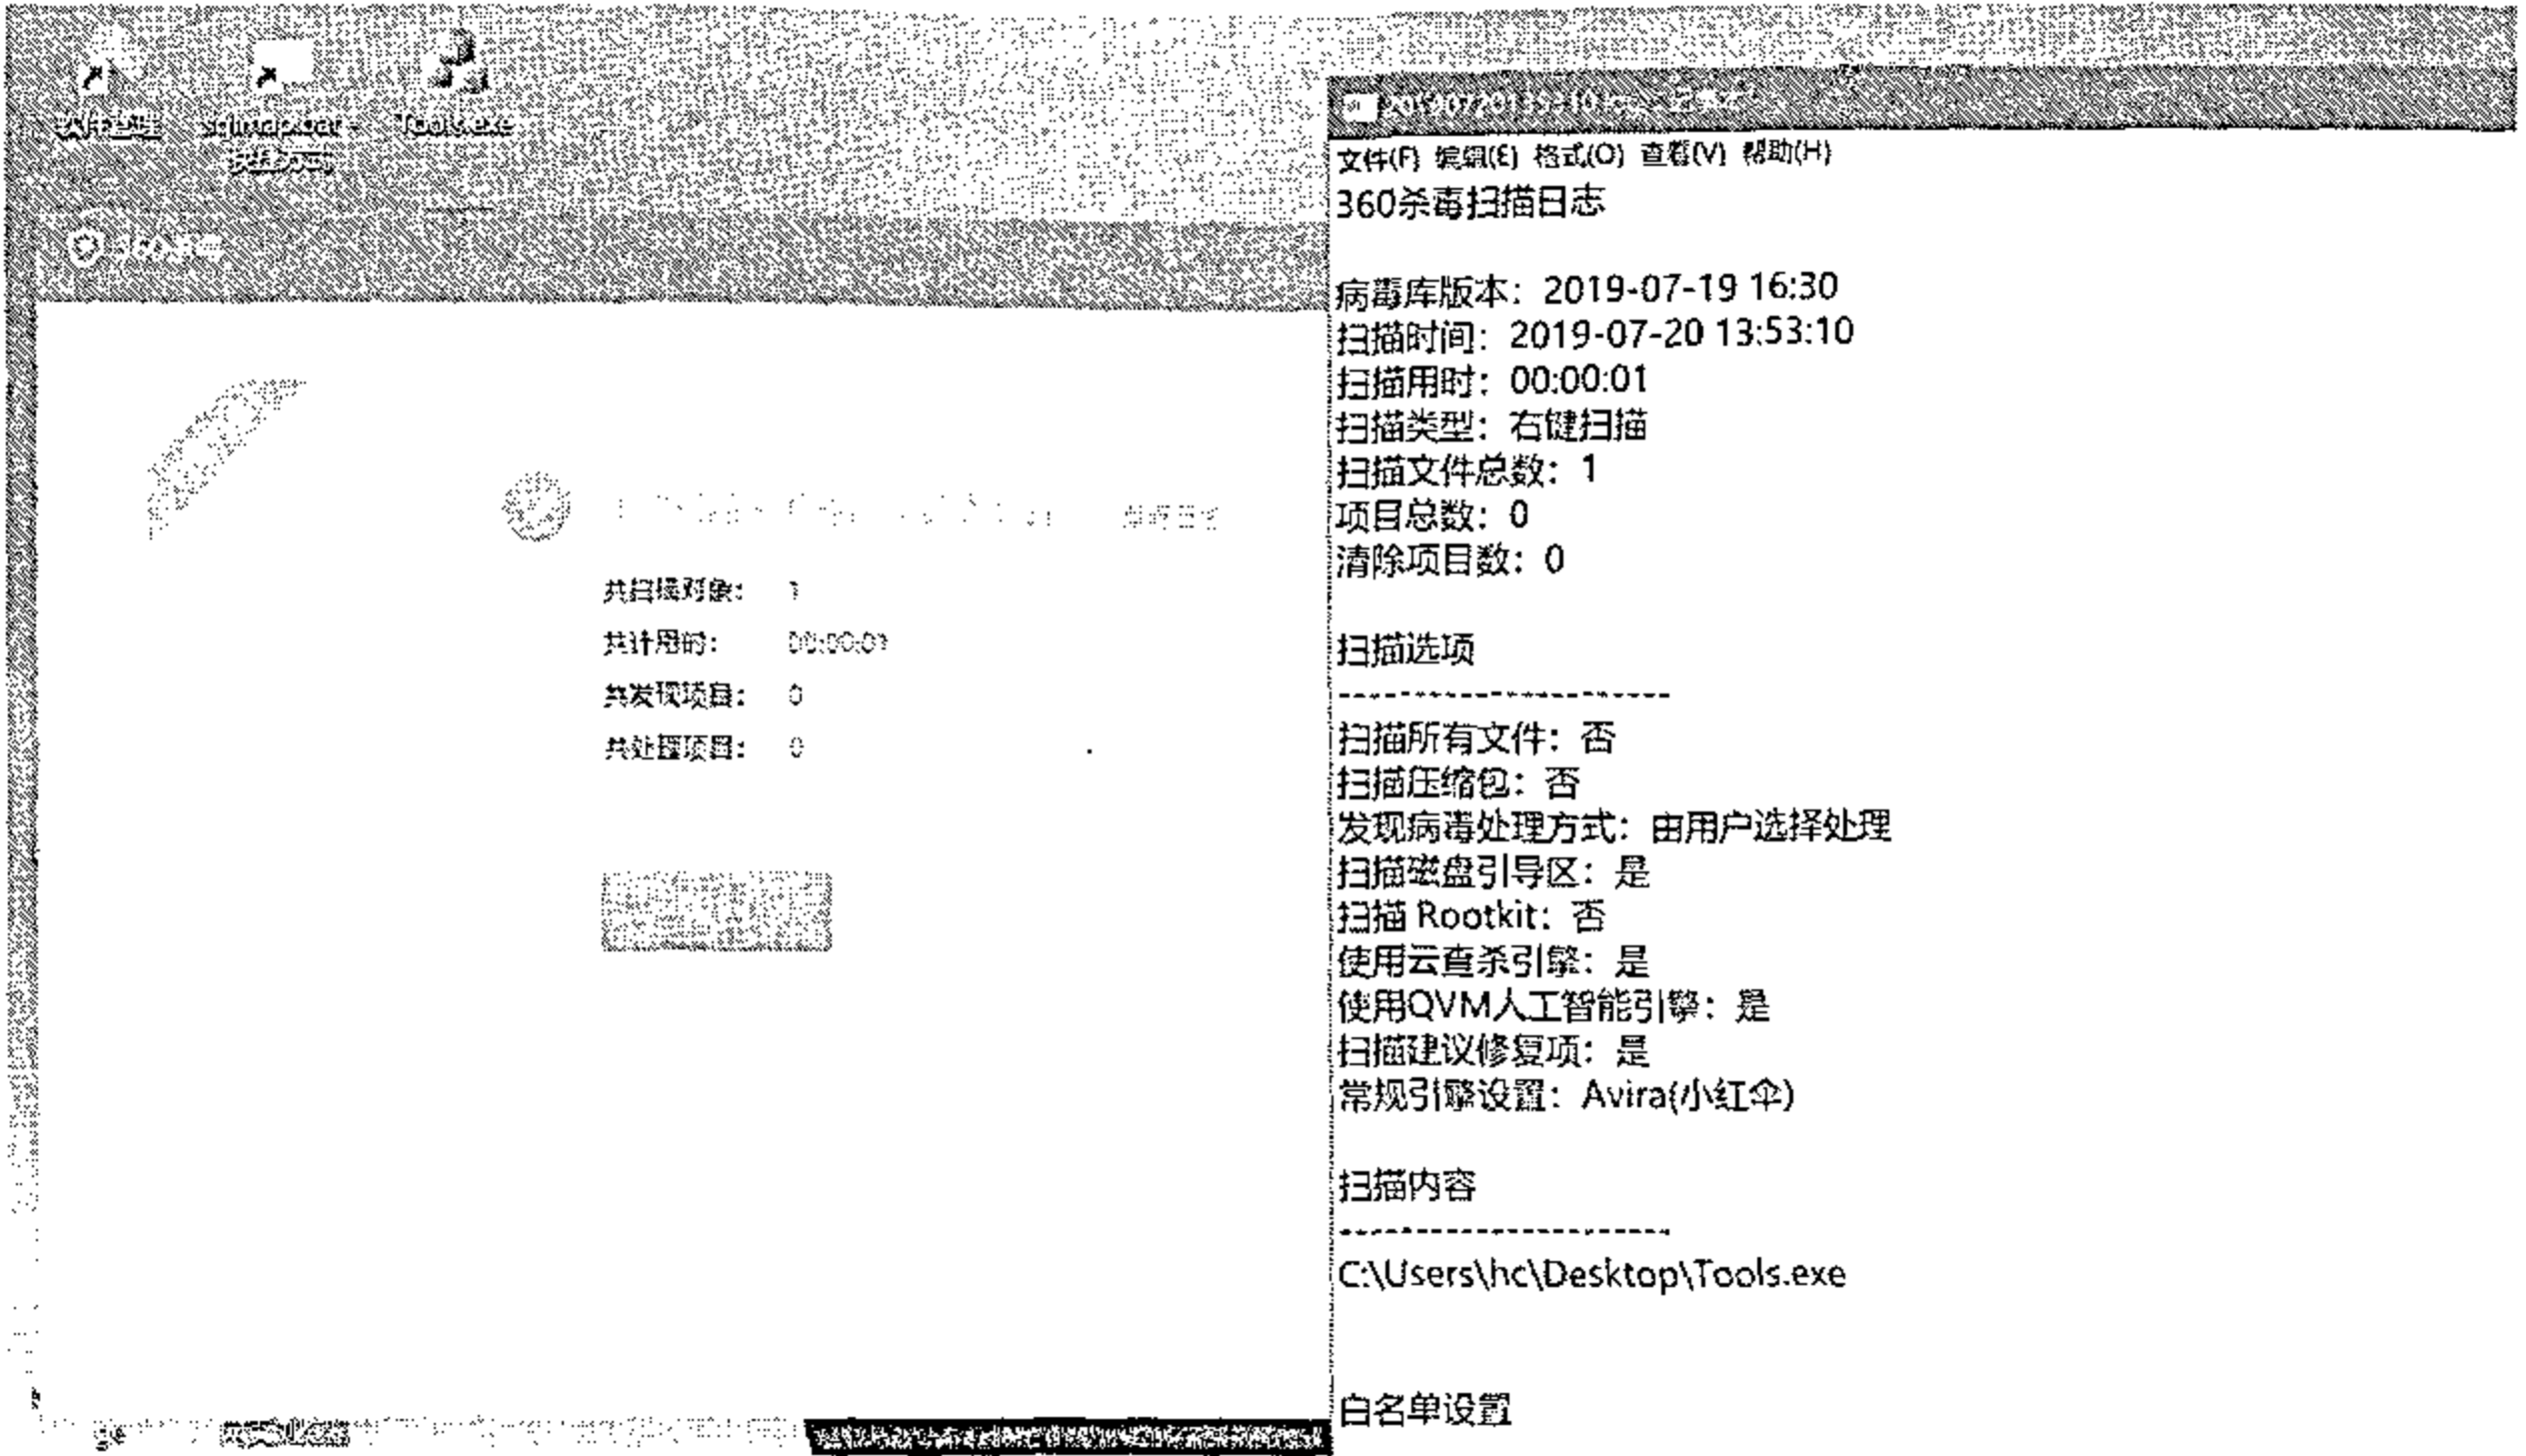 Tools.exe
共扫描对象： 1
共计用时： 00:00:01
共发现项目： 0
共处理项目： 0
文件(F) 编辑(E) 格式(O) 查看(V) 帮助(H)
360杀毒扫描日志
病毒库版本：2019-07-19 16:30
扫描时间：2019-07-20 13:53:10
扫描用时：00:00:01
扫描类型：右键扫描
扫描文件总数：1
项目总数：0
清除项目数：0
扫描选项
----------------------
扫描所有文件：否
扫描压缩包：否
发现病毒处理方式：由用户选择处理
扫描磁盘引导区：是
扫描 Rootkit：否
使用云查杀引擎：是
使用QVM人工智能引擎：是
扫描建议修复项：是
常规引擎设置：Avira(小红伞)
扫描内容
----------------------
C:\Users\hc\Desktop\Tools.exe
白名单设置